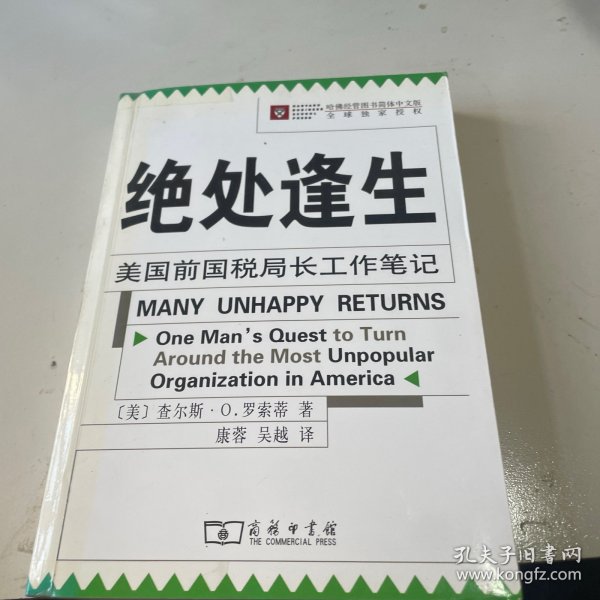 哈佛经管图书简体中文版
全球独家授权
绝处逢生
美国前国税局长工作笔记
MANY UNHAPPY RETURNS
One Man's Quest to Turn
Around the Most Unpopular
Organization in America
〔美〕查尔斯·O.罗索蒂 著
康蓉 吴越 译
商務印書館
THE COMMERCIAL PRESS
孔夫子旧书网
www.kongfz.com